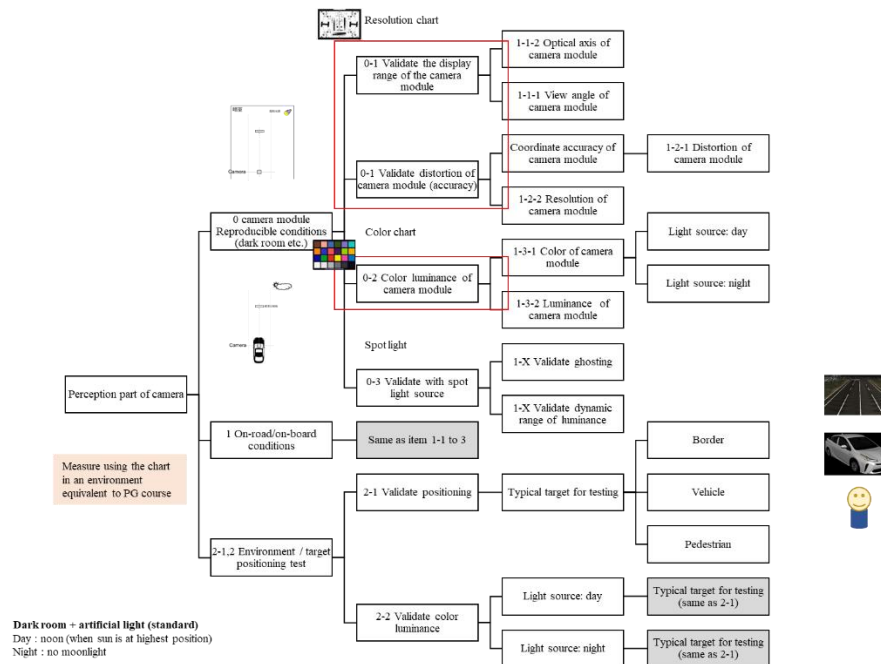 Resolution chart
0-1 Validate the display
range of the camera
module
1-1-2 Optical axis of
camera module
1-1-1 View angle of
camera module
0-1 Validate distortion of
camera module (accuracy)
Coordinate accuracy of
camera module
1-2-1 Distortion of
camera module
1-2-2 Resolution of
camera module
Camera
0 camera module
Reproducible conditions
(dark room etc.)
Color chart
0-2 Color luminance of
camera module
1-3-1 Color of camera
module
Light source: day
Light source: night
1-3-2 Luminance of
camera module
Camera
Spot light
0-3 Validate with spot
light source
1-X Validate ghosting
1-X Validate dynamic
range of luminance
Perception part of camera
1 On-road/on-board
conditions
Same as item 1-1 to 3
Measure using the chart
in an environment
equivalent to PG course
2-1,2 Environment / target
positioning test
2-1 Validate positioning
Typical target for testing
Border
Vehicle
Pedestrian
2-2 Validate color
luminance
Light source: day
Typical target for testing
(same as 2-1)
Light source: night
Typical target for testing
(same as 2-1)
Dark room + artificial light (standard)
Day : noon (when sun is at highest position)
Night : no moonlight